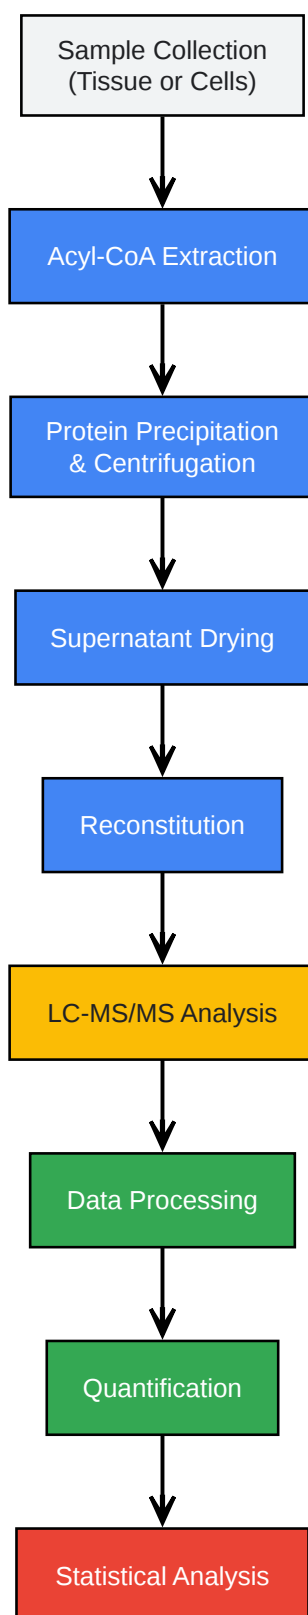 Sample Collection
(Tissue or Cells)
Acyl-CoA Extraction
Protein Precipitation
& Centrifugation
Supernatant Drying
Reconstitution
LC-MS/MS Analysis
Data Processing
Quantification
Statistical Analysis